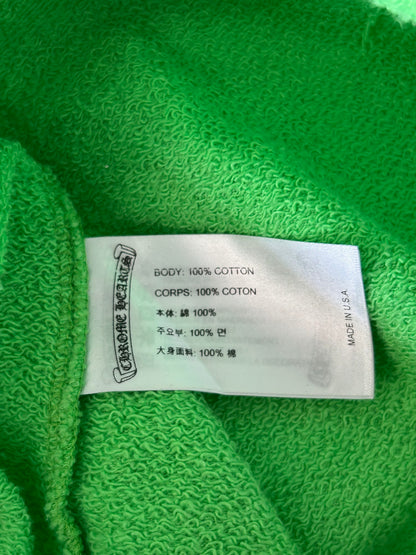 CHROME HEARTS
BODY: 100% COTTON
CORPS: 100% COTON
本体: 綿 100%
주요부: 100% 면
大身面料: 100% 棉
MADE IN U.S.A.